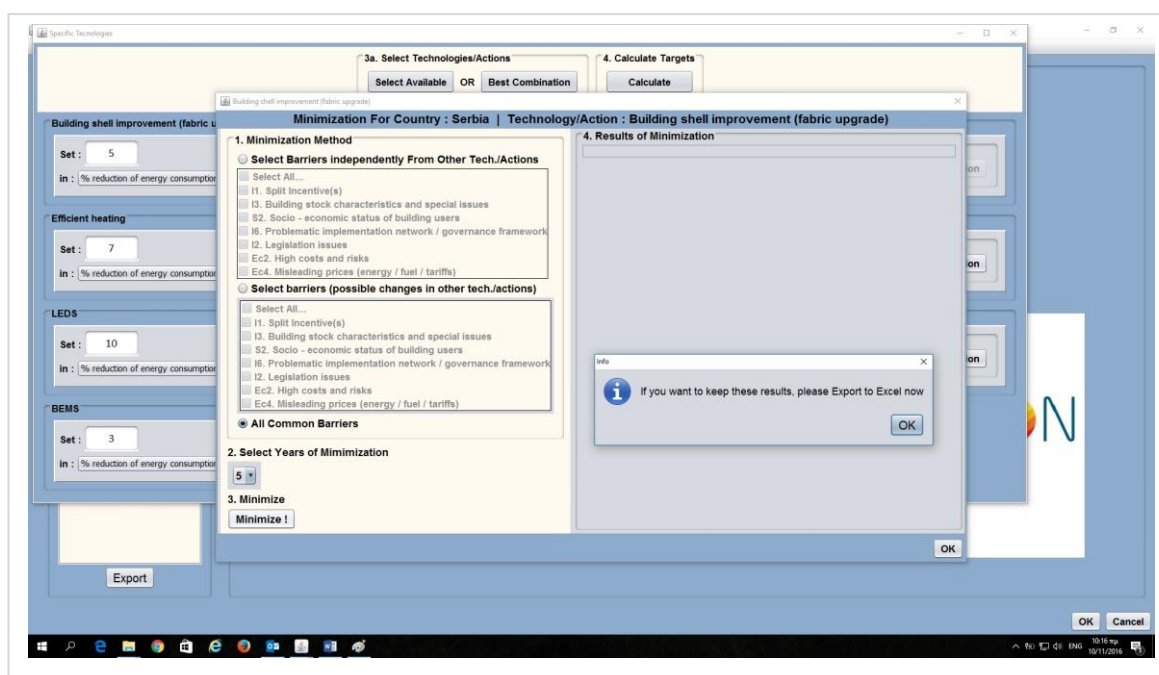 Specific Tecnologies
3a. Select Technologies/Actions
4. Calculate Targets
Select Available OR Best Combination
Calculate
Building shell improvement (fabric upgrade)
Minimization For Country : Serbia | Technology/Action : Building shell improvement (fabric upgrade)
Building shell improvement (fabric u
Set : 5
in : % reduction of energy consumption
Efficient heating
Set : 7
in : % reduction of energy consumption
LEDS
Set : 10
in : % reduction of energy consumption
BEMS
Set : 3
in : % reduction of energy consumption
1. Minimization Method
Select Barriers independently From Other Tech./Actions
Select All...
I1. Split Incentive(s)
I3. Building stock characteristics and special issues
S2. Socio - economic status of building users
I6. Problematic implementation network / governance framework
I2. Legislation issues
Ec2. High costs and risks
Ec4. Misleading prices (energy / fuel / tariffs)
Select barriers (possible changes in other tech./actions)
Select All...
I1. Split Incentive(s)
I3. Building stock characteristics and special issues
S2. Socio - economic status of building users
I6. Problematic implementation network / governance framework
I2. Legislation issues
Ec2. High costs and risks
Ec4. Misleading prices (energy / fuel / tariffs)
All Common Barriers
2. Select Years of Mimimization
5
3. Minimize
Minimize !
4. Results of Minimization
on
on
on
Info
If you want to keep these results, please Export to Excel now
OK
OK
N
Export
OK Cancel
ENG
10:16 πμ
10/11/2016